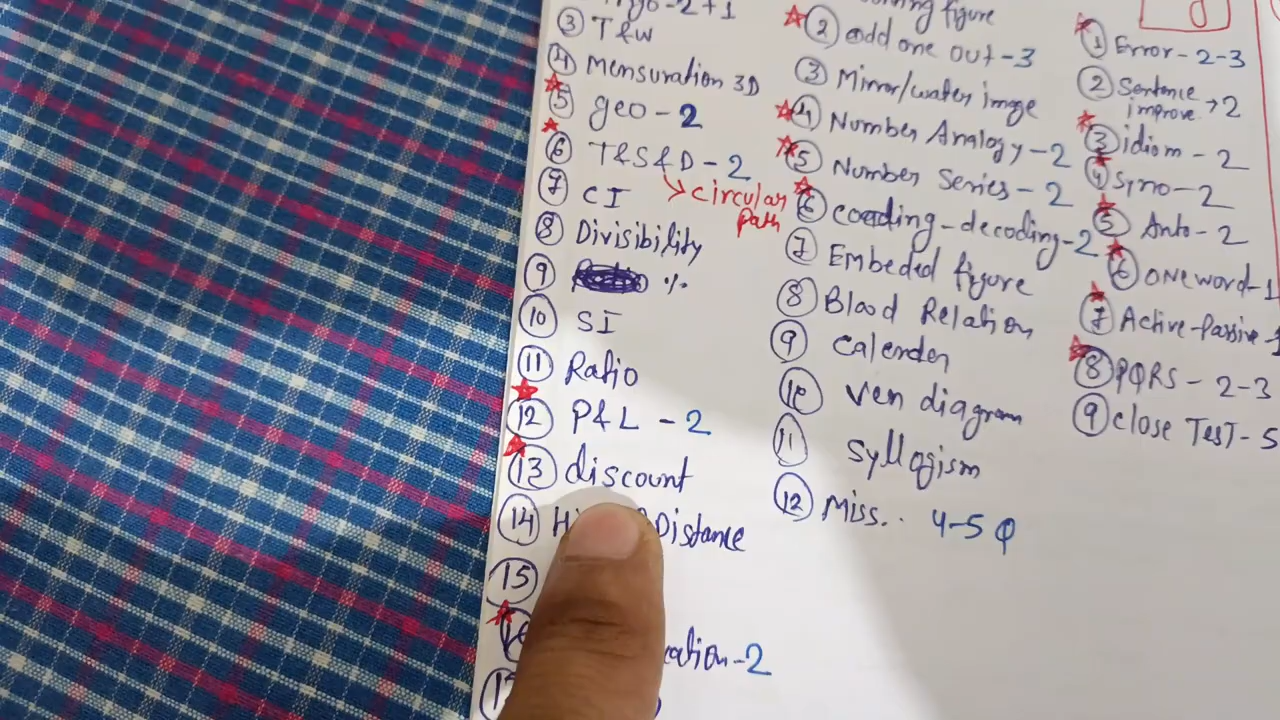 -2+1
③ T&W
④ Mensuration 3D
⑤ geo - 2
⑥ T&S&D - 2
circular
path
⑦ CI
⑧ Divisibility
⑨ %
⑩ SI
⑪ Ratio
⑫ P&L - 2
⑬ discount
⑭ Distance
⑮
-2
figure
② odd one out - 3
③ Mirror/water image
④ Number Analogy - 2
⑤ Number Series - 2
⑥ coading-decoding-2
⑦ Embeded figure
⑧ Blood Relation
⑨ Calender
⑩ Ven diagram
⑪ Syllogism
⑫ Miss.. 4-5 Q
① Error - 2-3
② Sentence
improve → 2
③ idiom - 2
④ Syno - 2
⑤ Anto - 2
⑥ one word - 1
⑦ Active-Passive - 1
⑧ PQRS - 2-3
⑨ Close Test - 5